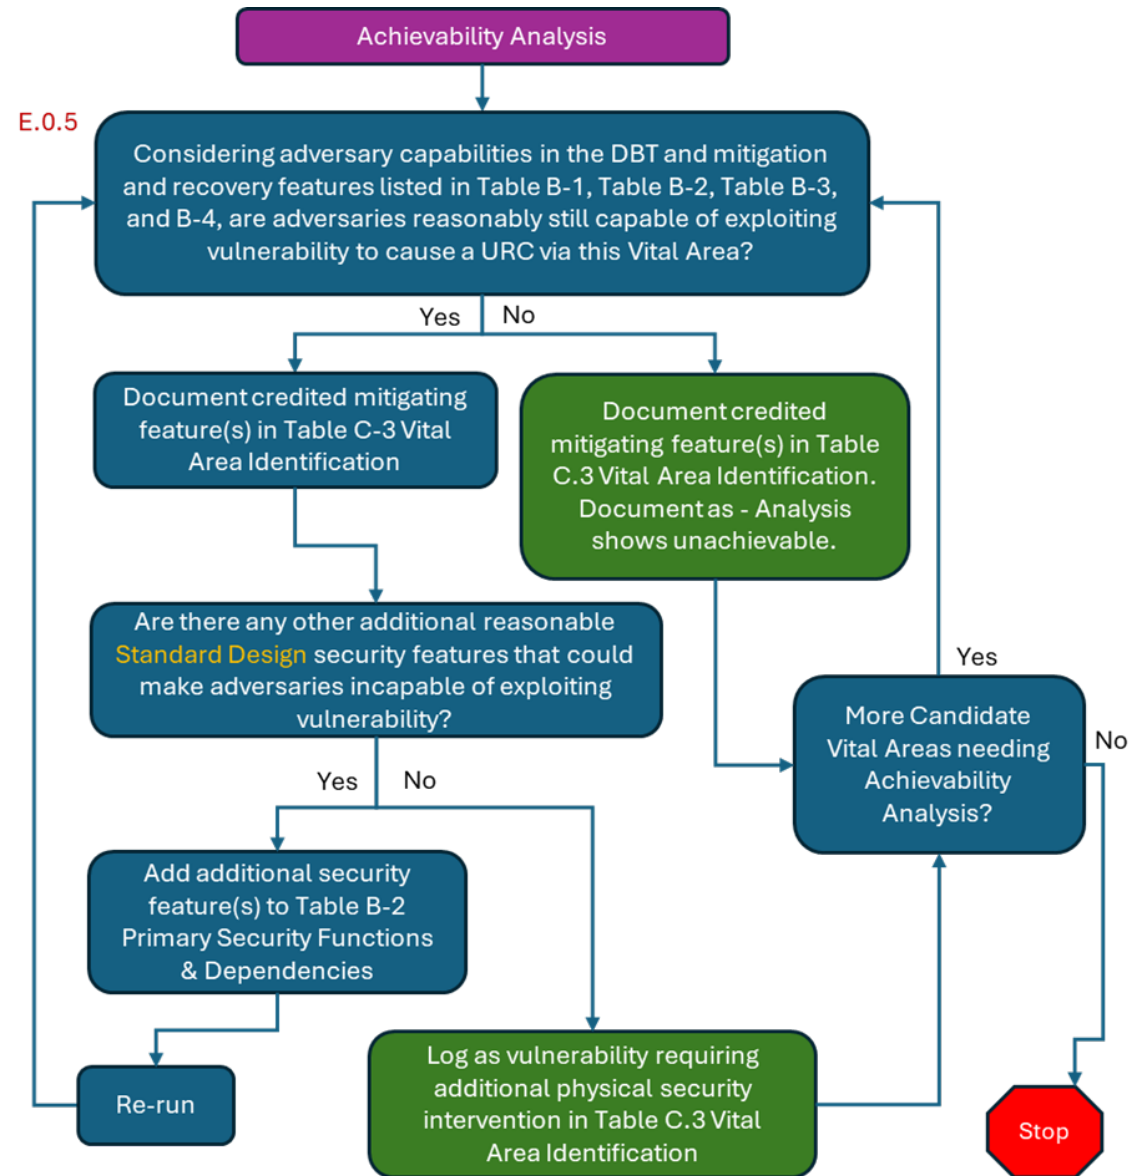 Achievability Analysis
E.0.5
Considering adversary capabilities in the DBT and mitigation
and recovery features listed in Table B-1, Table B-2, Table B-3,
and B-4, are adversaries reasonably still capable of exploiting
vulnerability to cause a URC via this Vital Area?
Yes
No
Document credited mitigating
feature(s) in Table C-3 Vital
Area Identification
Document credited
mitigating feature(s) in Table
C.3 Vital Area Identification.
Document as - Analysis
shows unachievable.
Are there any other additional reasonable
Standard Design security features that could
make adversaries incapable of exploiting
vulnerability?
Yes
More Candidate
Vital Areas needing
Achievability
Analysis?
No
Yes
No
Add additional security
feature(s) to Table B-2
Primary Security Functions
& Dependencies
Log as vulnerability requiring
additional physical security
intervention in Table C.3 Vital
Area Identification
Re-run
Stop